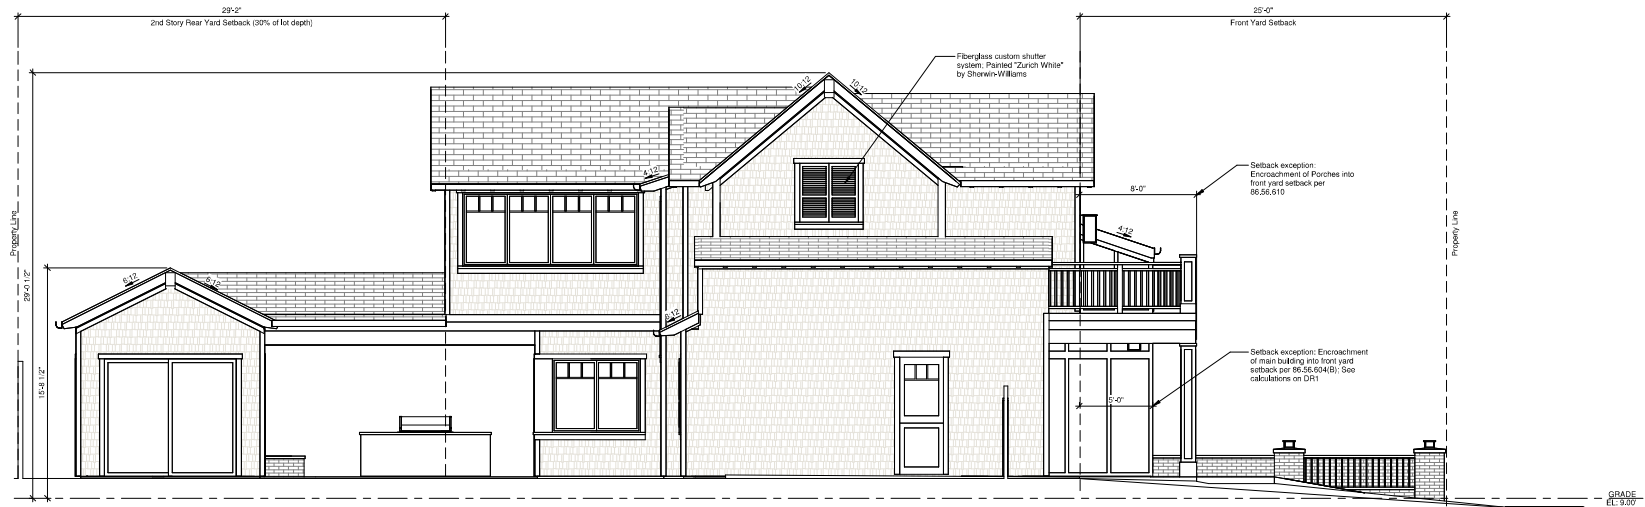 29'-2"
2nd Story Rear Yard Setback (30% of lot depth)
25'-0"
Front Yard Setback
Fiberglass custom shutter
system; Painted "Zurich White"
by Sherwin-Williams
10:12
10:12
4:12
Setback exception:
Encroachment of Porches into
front yard setback per
86.56.610
8'-0"
4:12
Property Line
Property Line
29'-0 1/2"
6:12
6:12
6:12
15'-8 1/2"
Setback exception: Encroachment
of main building into front yard
setback per 86.56.604(B); See
calculations on DR1
5'-0"
GRADE
EL: 9.00'